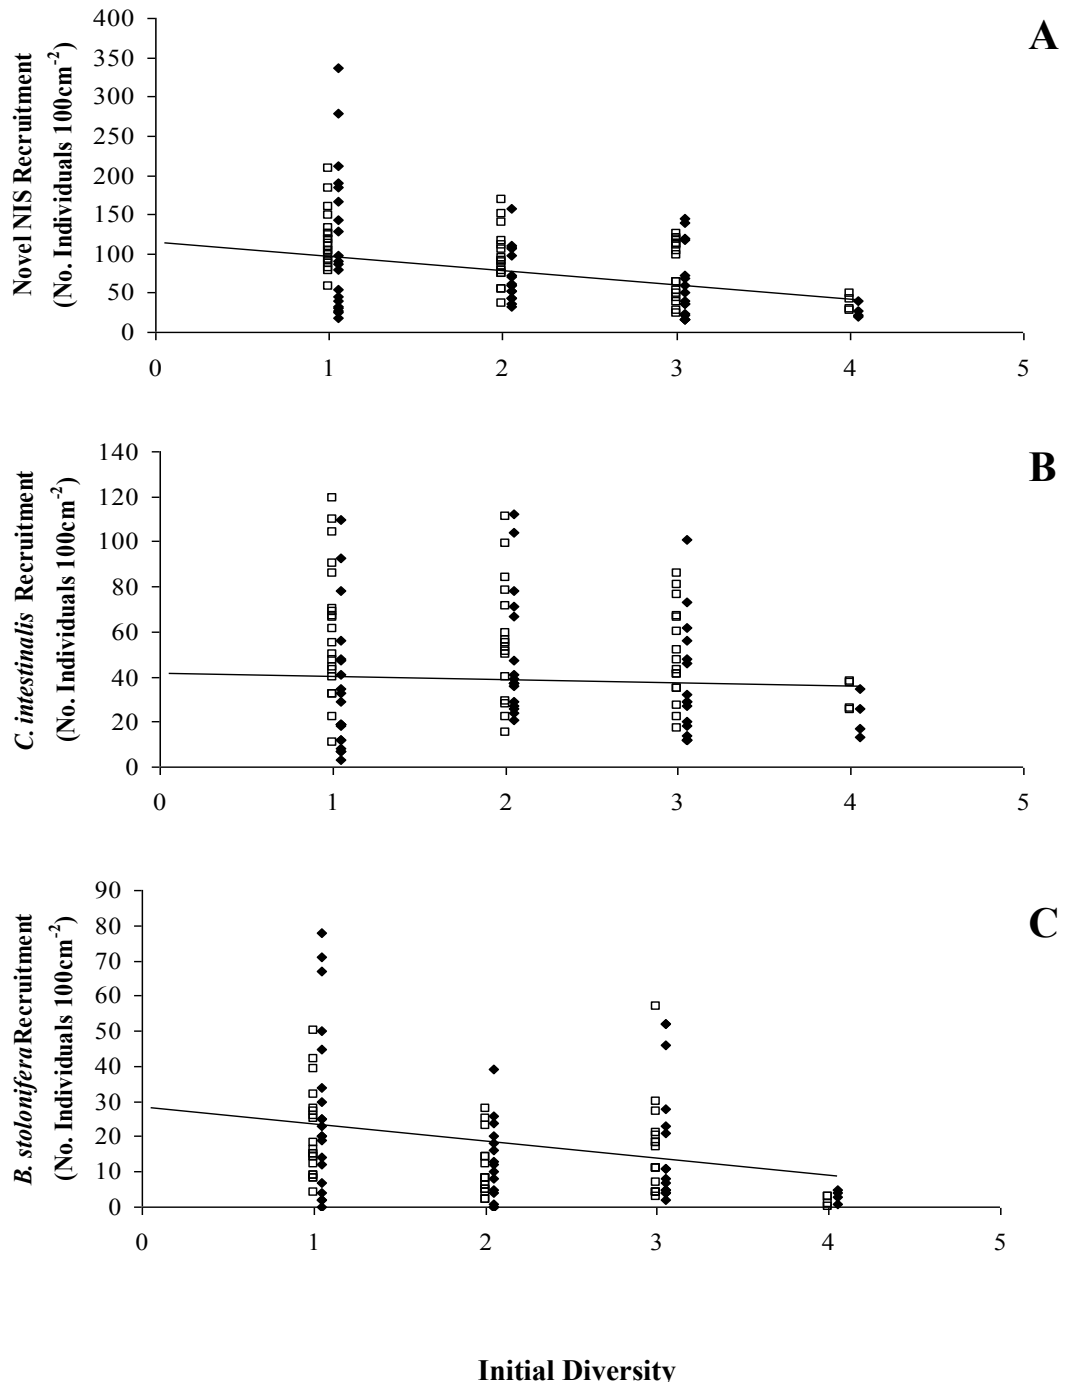 A
Novel NIS Recruitment
(No. Individuals 100cm-2)
400
350
300
250
200
150
100
50
0
0 1 2 3 4 5
B
C. intestinalis Recruitment
(No. Individuals 100cm-2)
140
120
100
80
60
40
20
0
0 1 2 3 4 5
C
B. stolonifera Recruitment
(No. Individuals 100cm-2)
90
80
70
60
50
40
30
20
10
0
0 1 2 3 4 5
Initial Diversity